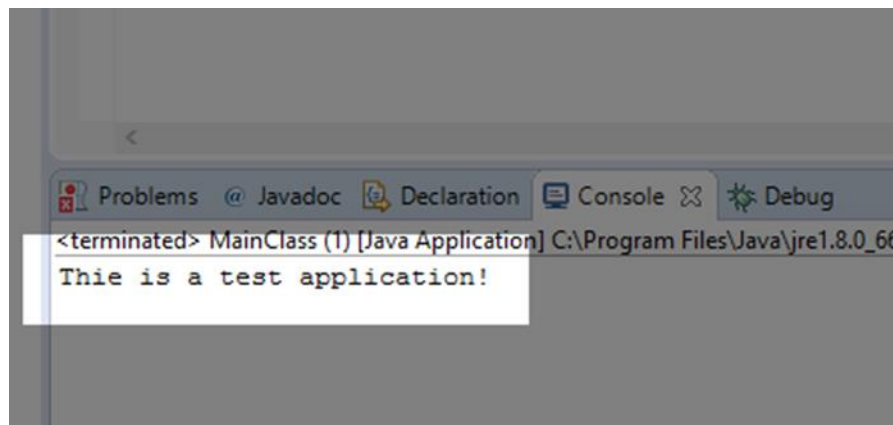 Problems @ Javadoc Declaration Console Debug
<terminated> MainClass (1) [Java Application] C:\Program Files\Java\jre1.8.0_66
Thie is a test application!